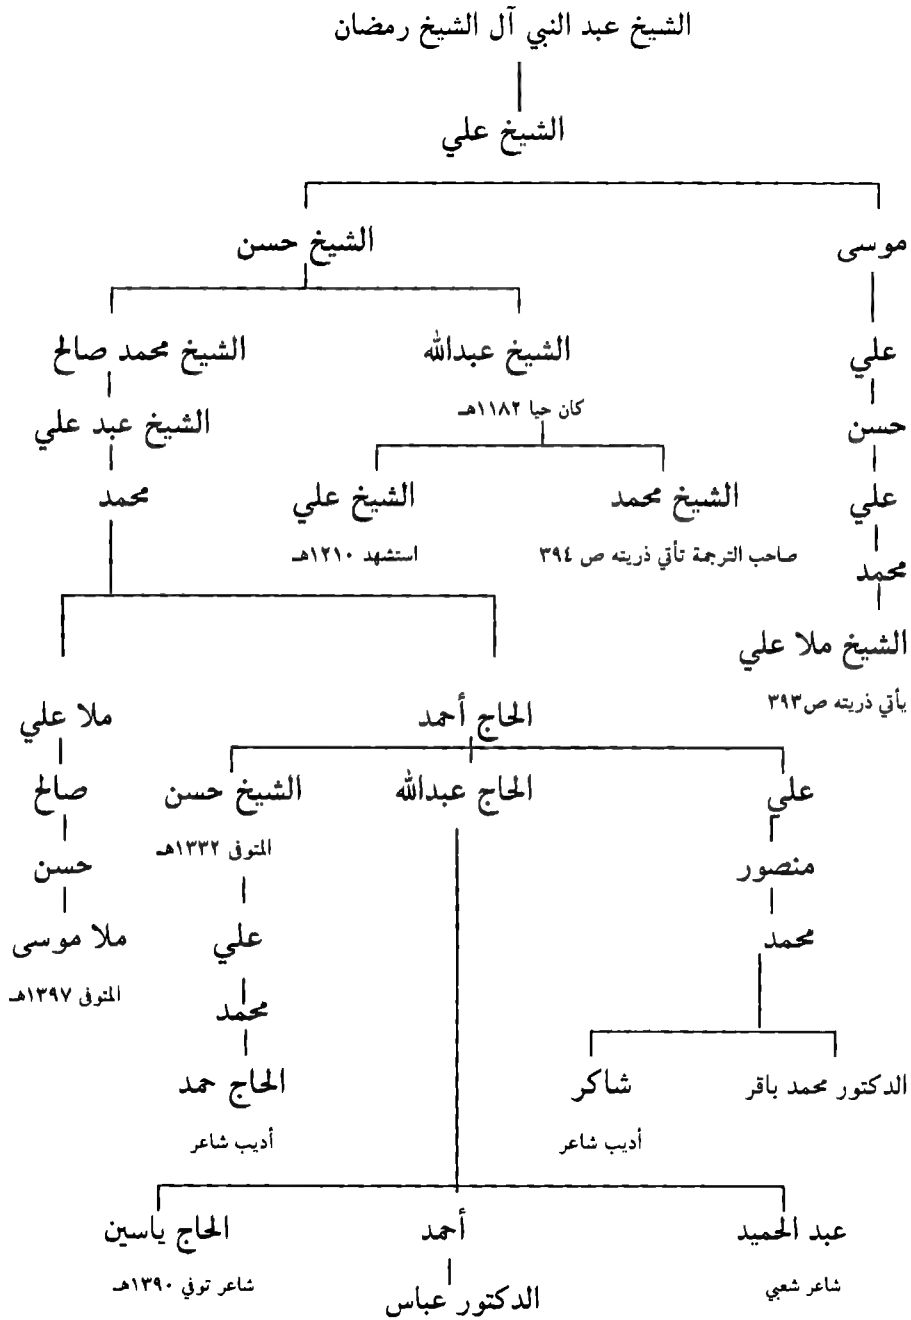 الشيخ عبد النبي آل الشيخ رمضان
الشيخ علي
موسى
الشيخ حسن
علي
الشيخ عبدالله
الشيخ محمد صالح
كان حيا ١١٨٢هـ
حسن
الشيخ عبد علي
علي
الشيخ محمد
الشيخ علي
محمد
صاحب الترجمة تأتي ذريته ص ٣٩٤
استشهد ١٢١٠هـ
محمد
الشيخ ملا علي
يأتي ذريته ص٣٩٣
الحاج أحمد
ملا علي
علي
الحاج عبدالله
الشيخ حسن
صالح
المتوفى ١٣٣٢هـ
منصور
حسن
محمد
علي
ملا موسى
المتوفى ١٣٩٧هـ
محمد
الدكتور محمد باقر
شاكر
الحاج حمد
أديب شاعر
أديب شاعر
عبد الحميد
أحمد
الحاج ياسين
شاعر شعبي
شاعر توفي ١٣٩٠هـ
الدكتور عباس